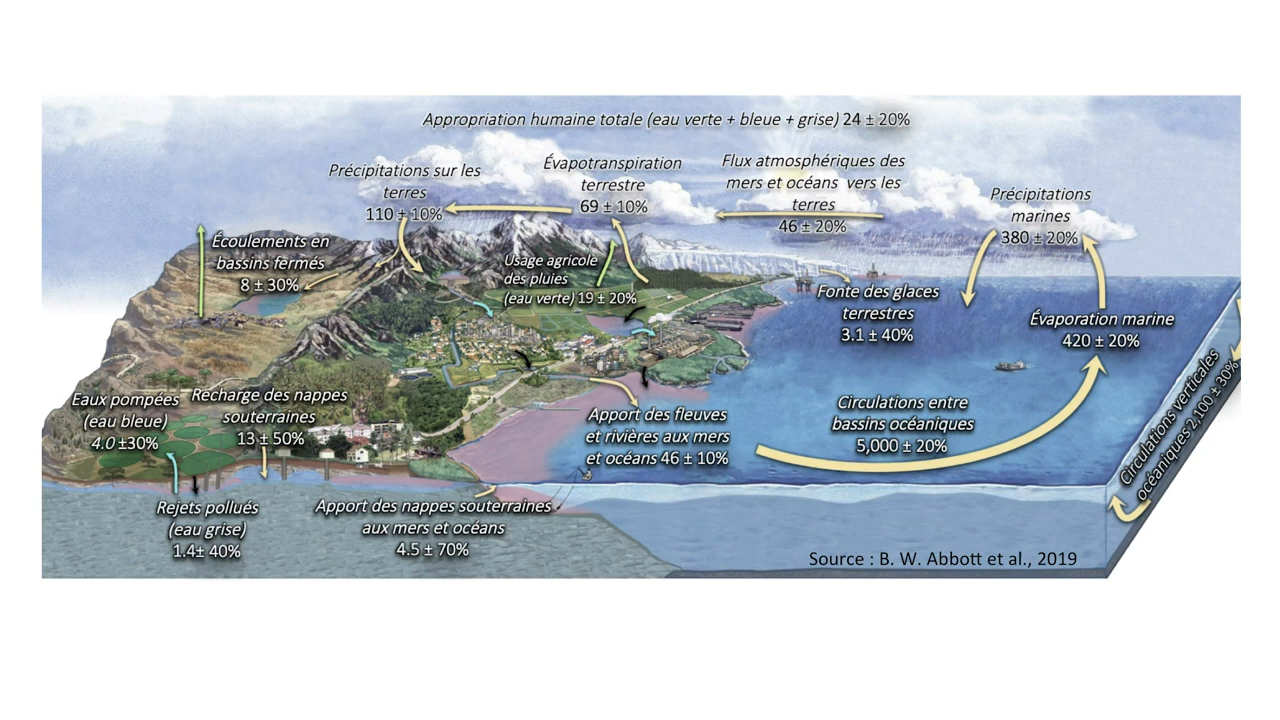 Appropriation humaine totale (eau verte + bleue + grise) 24 ± 20%
Précipitations sur les
terres
110 ± 10%
Évapotranspiration
terrestre
69 ± 10%
Flux atmosphériques des
mers et océans vers les
terres
46 ± 20%
Précipitations
marines
380 ± 20%
Écoulements en
bassins fermés
8 ± 30%
Usage agricole
des pluies
(eau verte) 19 ± 20%
Fonte des glaces
terrestres
3.1 ± 40%
Évaporation marine
420 ± 20%
Eaux pompées
(eau bleue)
4.0 ±30%
Recharge des nappes
souterraines
13 ± 50%
Apport des fleuves
et rivières aux mers
et océans 46 ± 10%
Circulations entre
bassins océaniques
5,000 ± 20%
Circulations verticales
océaniques 2,100 ± 30%
Rejets pollués
(eau grise)
1.4± 40%
Apport des nappes souterraines
aux mers et océans
4.5 ± 70%
Source : B. W. Abbott et al., 2019